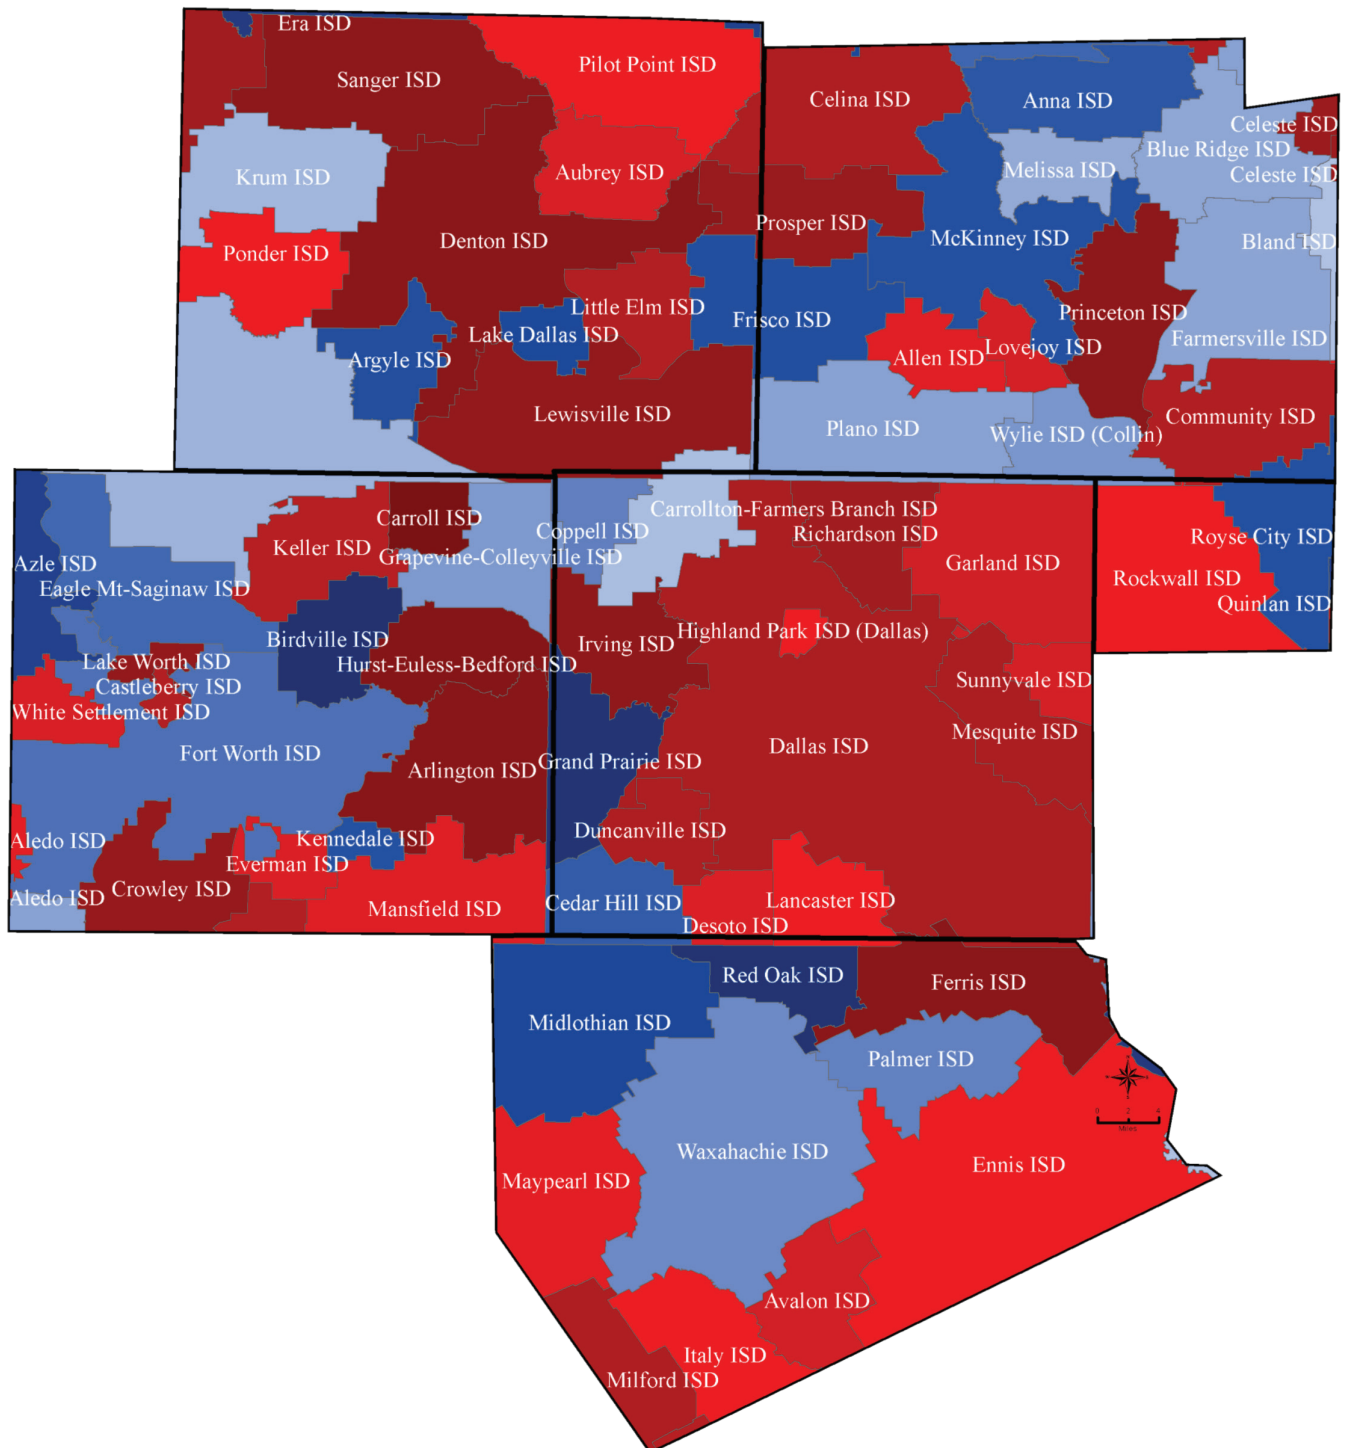 Era ISD
Pilot Point ISD
Sanger ISD
Celina ISD
Anna ISD
Celeste ISD
Blue Ridge ISD
Aubrey ISD
Melissa ISD
Celeste ISD
Krum ISD
Prosper ISD
McKinney ISD
Denton ISD
Bland ISD
Ponder ISD
Little Elm ISD
Princeton ISD
Frisco ISD
Lake Dallas ISD
Farmersville ISD
Lovejoy ISD
Argyle ISD
Allen ISD
Lewisville ISD
Community ISD
Plano ISD
Wylie ISD (Collin)
Carrollton-Farmers Branch ISD
Carroll ISD
Coppell ISD
Richardson ISD
Royse City ISD
Keller ISD
Grapevine-Colleyville ISD
Azle ISD
Garland ISD
Rockwall ISD
Eagle Mt-Saginaw ISD
Quinlan ISD
Birdville ISD
Highland Park ISD (Dallas)
Irving ISD
Lake Worth ISD
Hurst-Euless-Bedford ISD
Castleberry ISD
Sunnyvale ISD
White Settlement ISD
Mesquite ISD
Dallas ISD
Fort Worth ISD
Grand Prairie ISD
Arlington ISD
Duncanville ISD
Aledo ISD
Kennedale ISD
Everman ISD
Crowley ISD
Aledo ISD
Lancaster ISD
Cedar Hill ISD
Mansfield ISD
Desoto ISD
Red Oak ISD
Ferris ISD
Midlothian ISD
Palmer ISD
0 2 4
Miles
Waxahachie ISD
Ennis ISD
Maypearl ISD
Avalon ISD
Italy ISD
Milford ISD